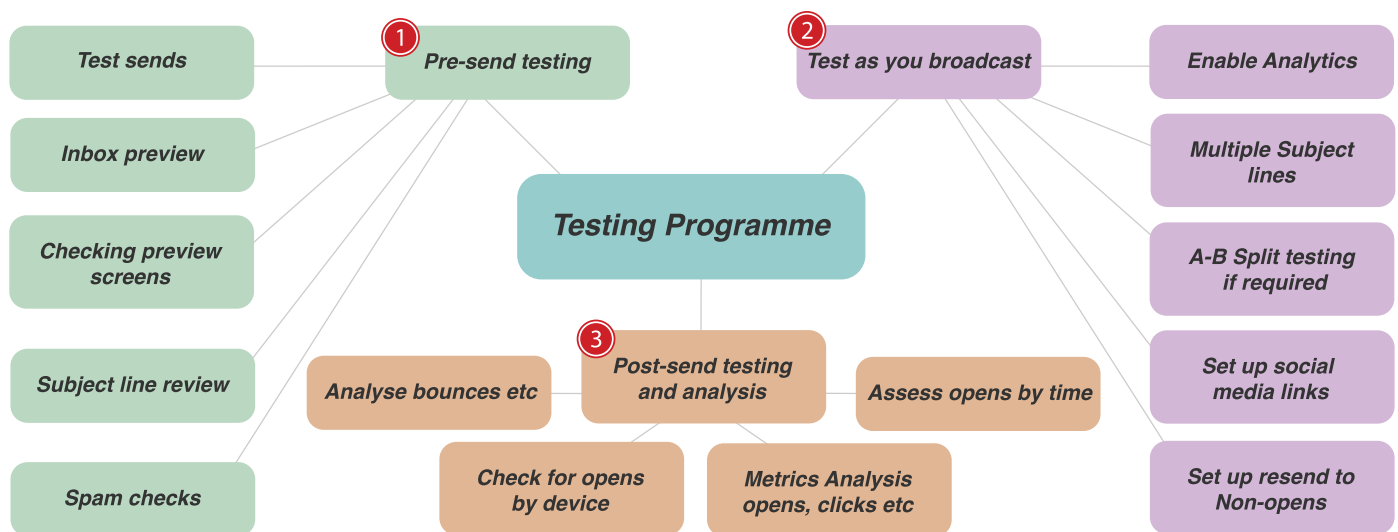 1
Pre-send testing
Test sends
Inbox preview
Checking preview
screens
Subject line review
Spam checks
2
Test as you broadcast
Enable Analytics
Multiple Subject
lines
A-B Split testing
if required
Set up social
media links
Set up resend to
Non-opens
Testing Programme
3
Post-send testing
and analysis
Analyse bounces etc
Assess opens by time
Check for opens
by device
Metrics Analysis
opens, clicks etc